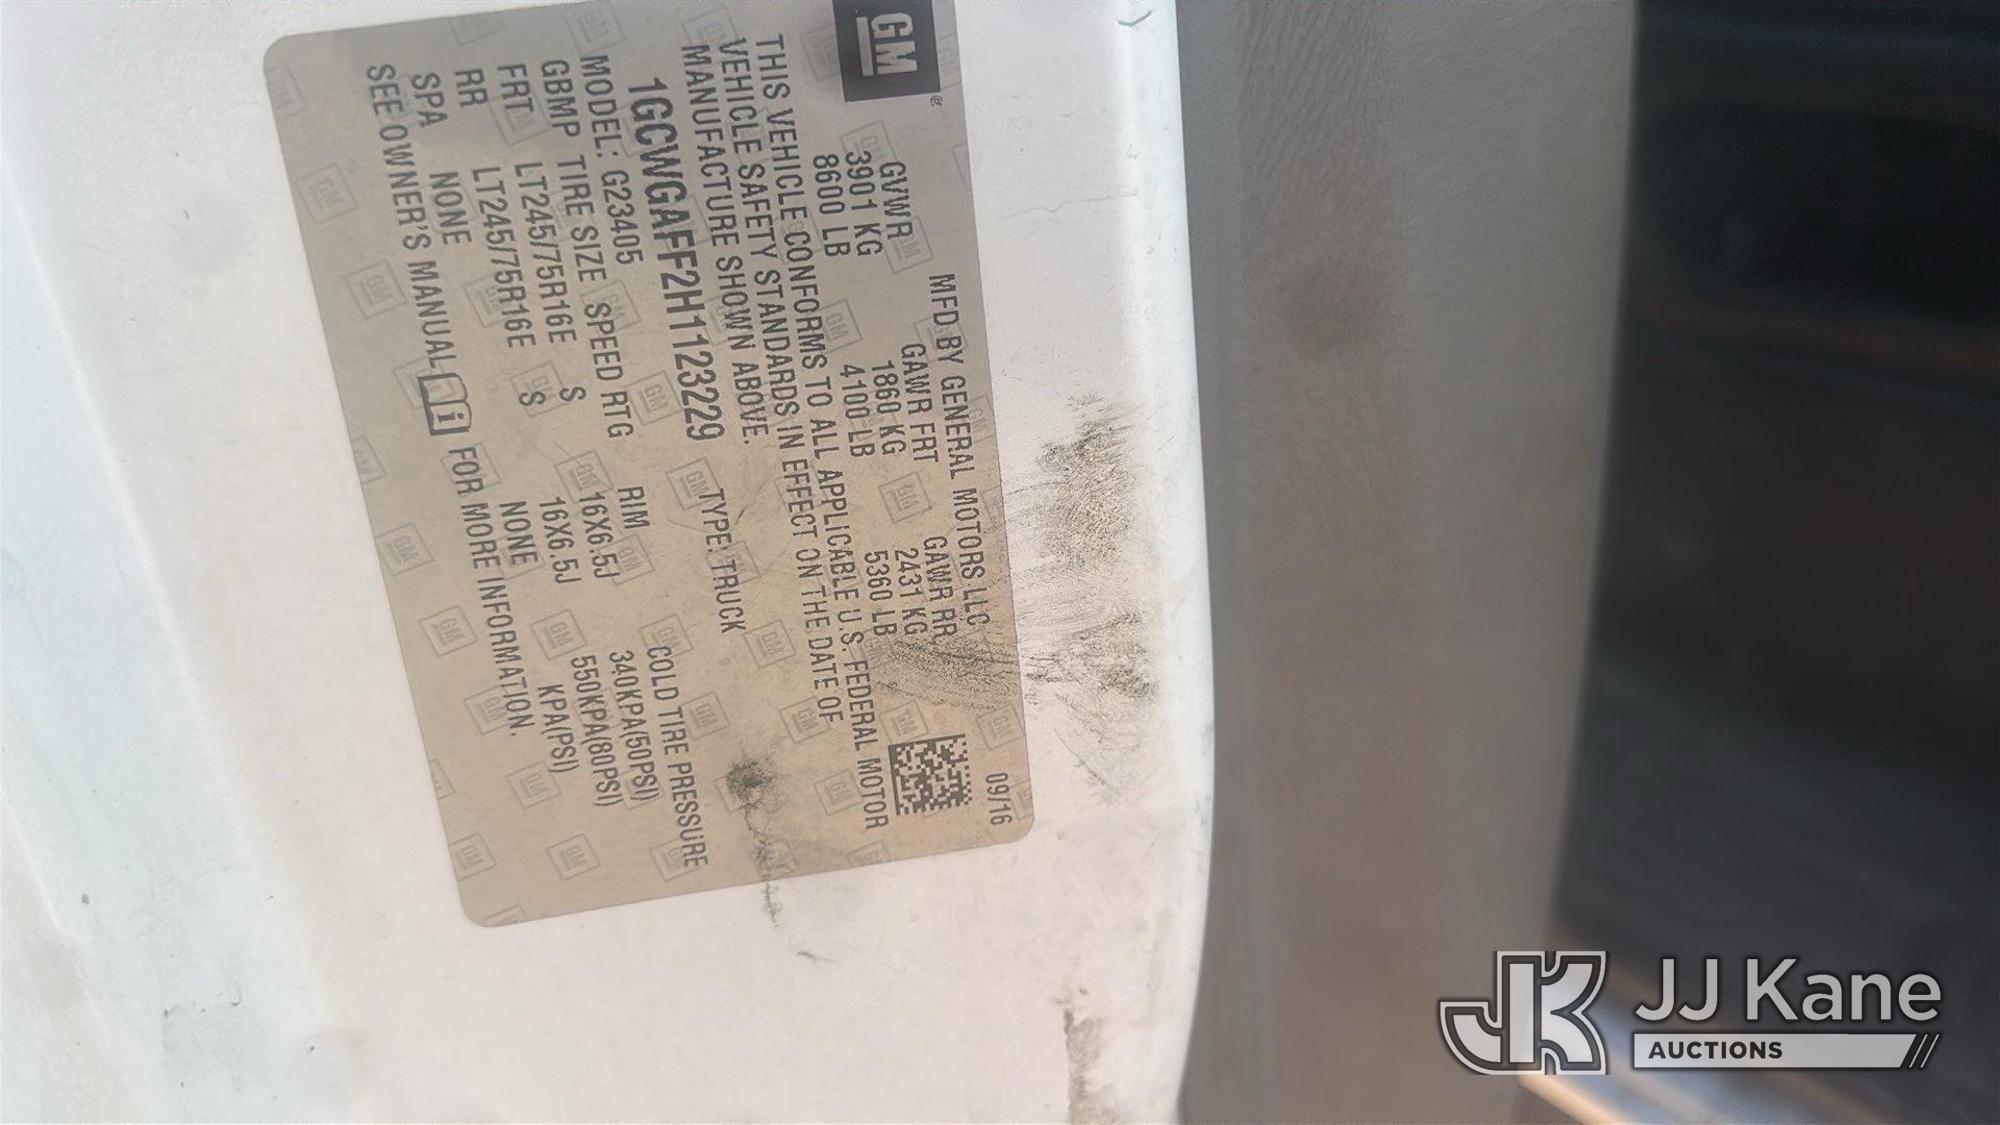 MFD BY GENERAL MOTORS LLC 09/16
GM ®
GVWR GAWR FRT GAWR RR
3901 KG 1860 KG 2431 KG
8600 LB 4100 LB 5360 LB
THIS VEHICLE CONFORMS TO ALL APPLICABLE U.S. FEDERAL MOTOR
VEHICLE SAFETY STANDARDS IN EFFECT ON THE DATE OF
MANUFACTURE SHOWN ABOVE.
1GCWGAFF2H1123229 TYPE: TRUCK
MODEL: G23405
GBMP TIRE SIZE SPEED RTG RIM COLD TIRE PRESSURE
FRT LT245/75R16E S 16X6.5J 340KPA(50PSI)
RR LT245/75R16E S 16X6.5J 550KPA(80PSI)
SPA NONE NONE KPA(PSI)
SEE OWNER'S MANUAL i FOR MORE INFORMATION.
JK JJ Kane
AUCTIONS